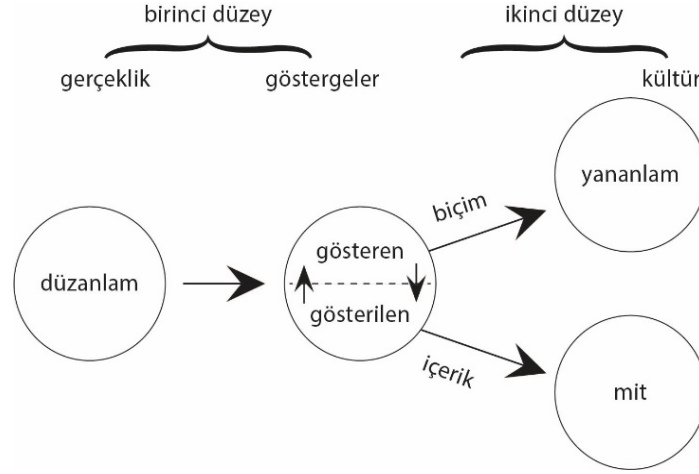 birinci düzey
ikinci düzey
gerçeklik
göstergeler
kültür
düzanlam
gösteren
gösterilen
biçim
içerik
yananlam
mit